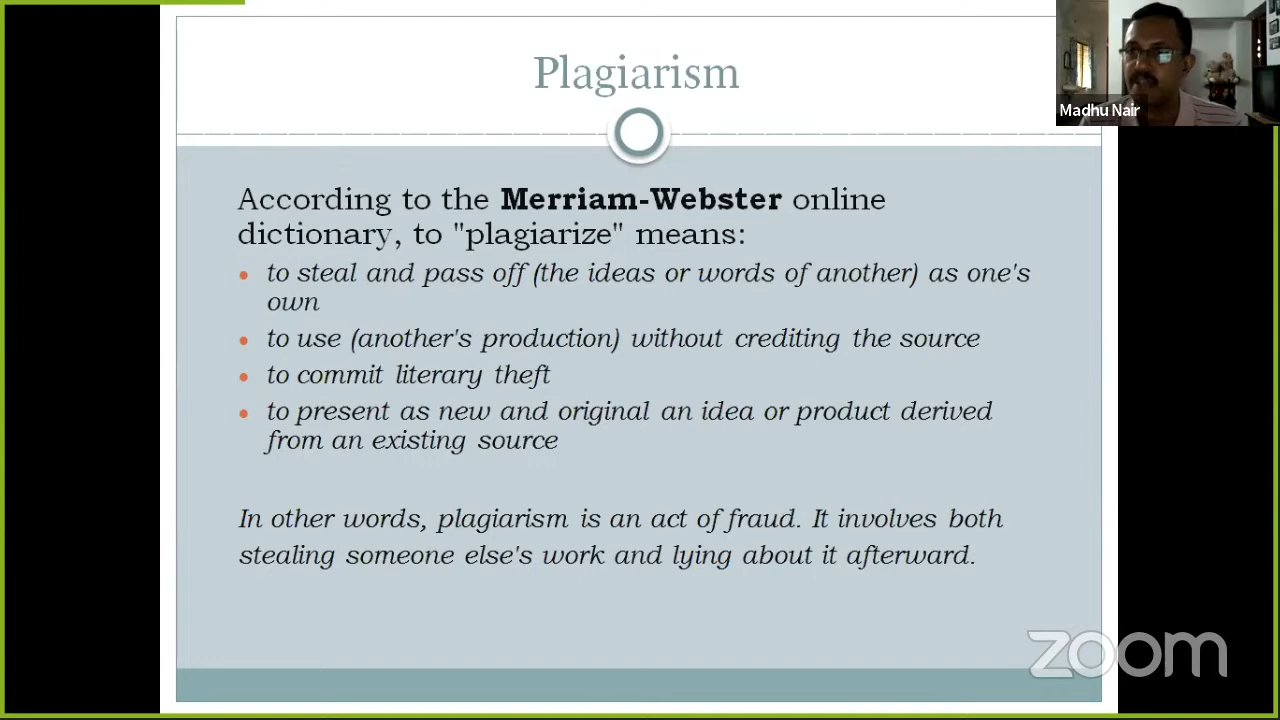 Plagiarism
Madhu Nair
According to the Merriam-Webster online
dictionary, to "plagiarize" means:
• to steal and pass off (the ideas or words of another) as one's
own
• to use (another's production) without crediting the source
• to commit literary theft
• to present as new and original an idea or product derived
from an existing source
In other words, plagiarism is an act of fraud. It involves both
stealing someone else's work and lying about it afterward.
zoom